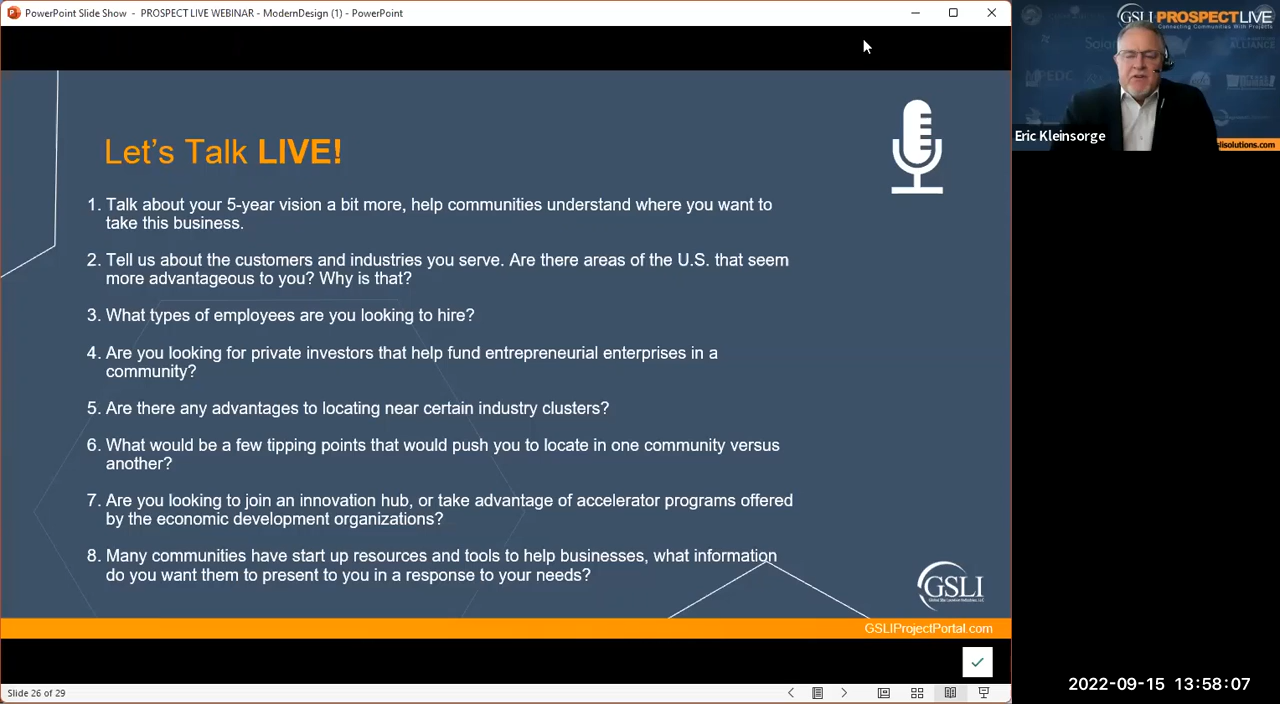 PowerPoint Slide Show - PROSPECT LIVE WEBINAR - ModernDesign (1) - PowerPoint
GSLI PROSPECTLIVE
Connecting Communities With Projects
ALLIANCE
MPEDC
Eric Kleinsorge
slisolutions.com
Let's Talk LIVE!
1. Talk about your 5-year vision a bit more, help communities understand where you want to
take this business.
2. Tell us about the customers and industries you serve. Are there areas of the U.S. that seem
more advantageous to you? Why is that?
3. What types of employees are you looking to hire?
4. Are you looking for private investors that help fund entrepreneurial enterprises in a
community?
5. Are there any advantages to locating near certain industry clusters?
6. What would be a few tipping points that would push you to locate in one community versus
another?
7. Are you looking to join an innovation hub, or take advantage of accelerator programs offered
by the economic development organizations?
8. Many communities have start up resources and tools to help businesses, what information
do you want them to present to you in a response to your needs?
GSLI
GSLIProjectPortal.com
Slide 26 of 29
2022-09-15 13:58:07